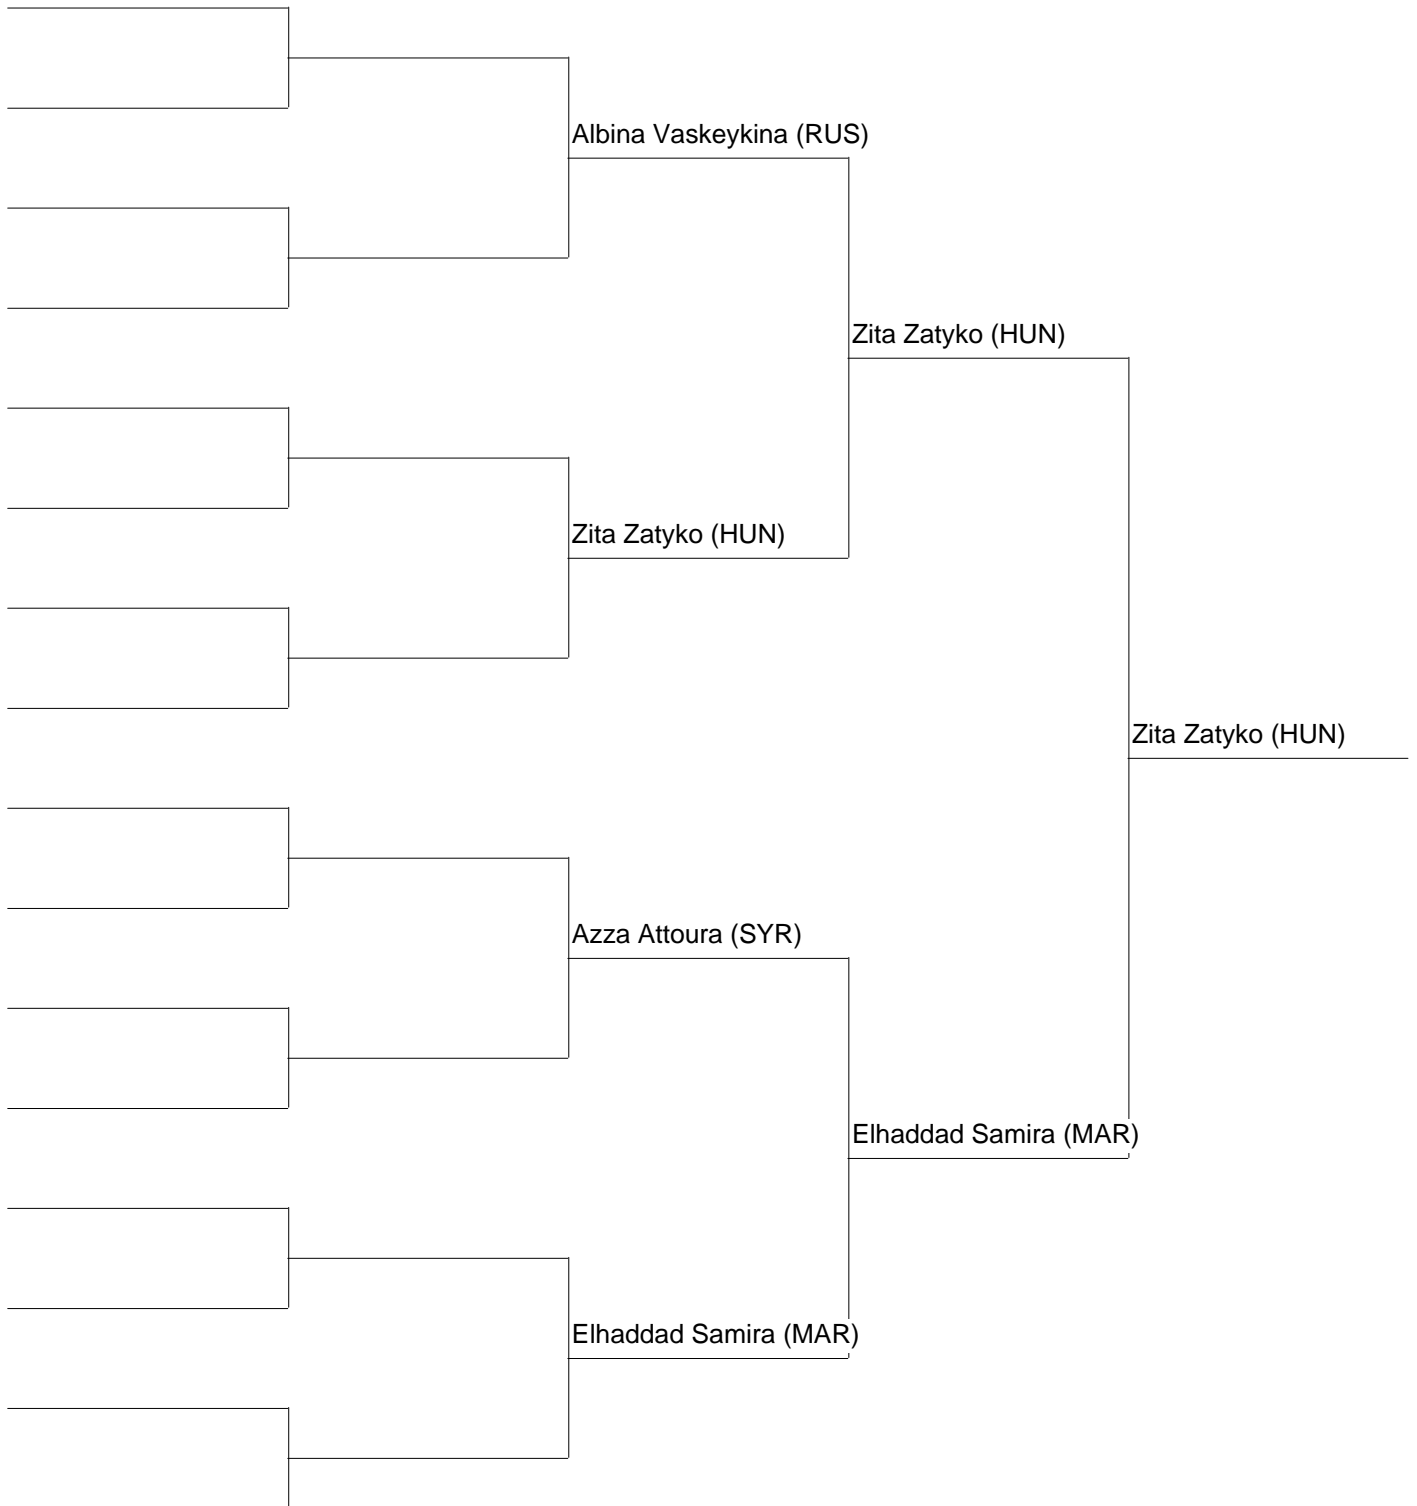 Albina Vaskeykina (RUS)
Zita Zatyko (HUN)
Zita Zatyko (HUN)
Zita Zatyko (HUN)
Azza Attoura (SYR)
Elhaddad Samira (MAR)
Elhaddad Samira (MAR)